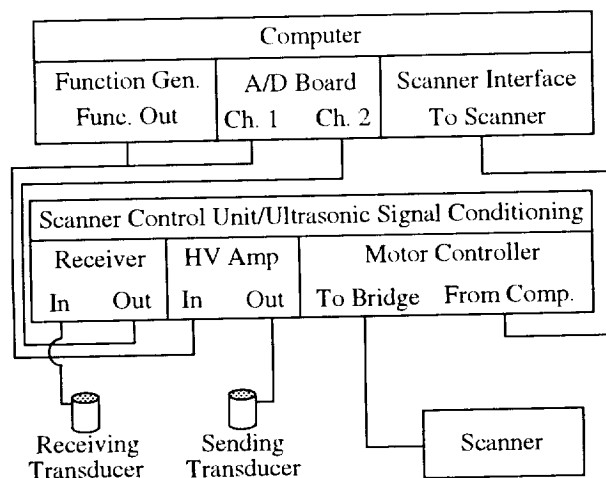 Computer
Function Gen. A/D Board Scanner Interface
Func. Out Ch. 1 Ch. 2 To Scanner
Scanner Control Unit/Ultrasonic Signal Conditioning
Receiver HV Amp Motor Controller
In Out In Out To Bridge From Comp.
Receiving Transducer
Sending Transducer
Scanner